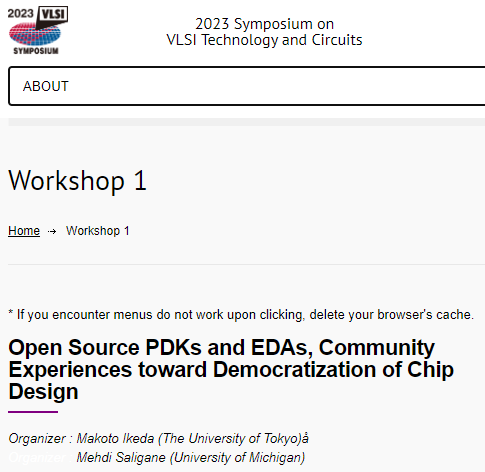 2023 VLSI
SYMPOSIUM
2023 Symposium on
VLSI Technology and Circuits
ABOUT
Workshop 1
Home → Workshop 1
* If you encounter menus do not work upon clicking, delete your browser's cache.
Open Source PDKs and EDAs, Community
Experiences toward Democratization of Chip
Design
Organizer : Makoto Ikeda (The University of Tokyo)å
Organizer : Mehdi Saligane (University of Michigan)